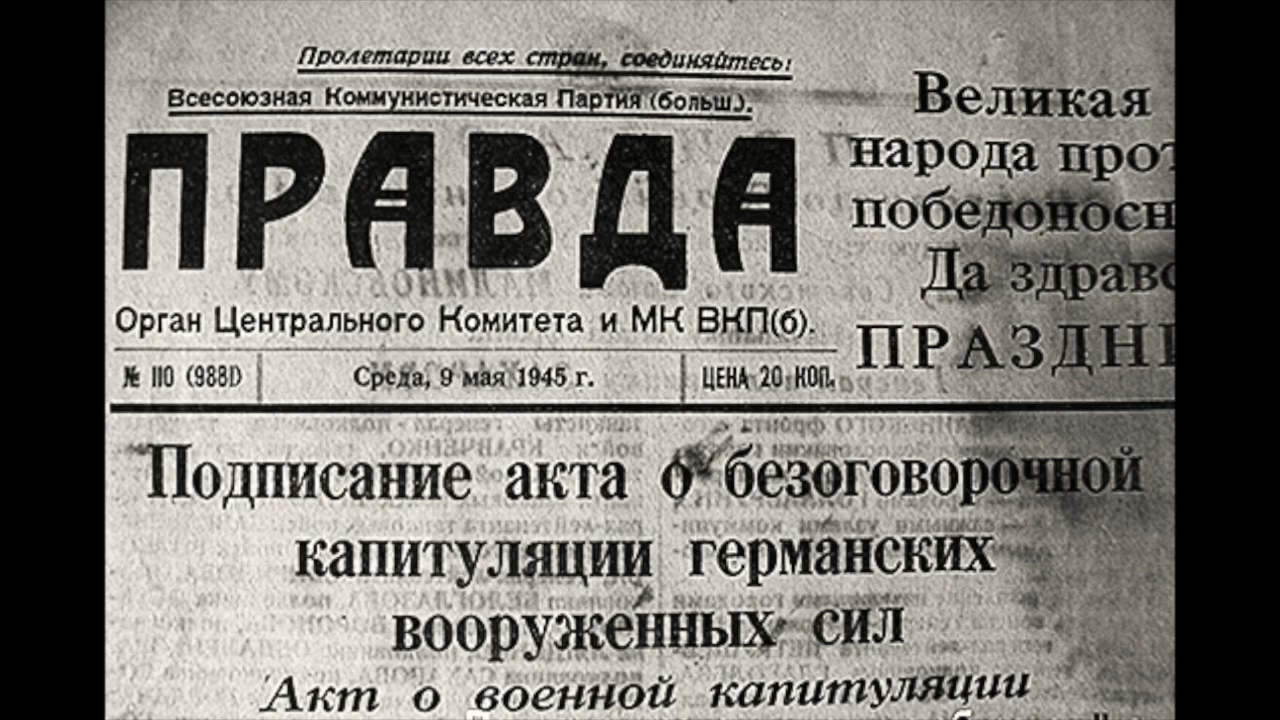 Пролетарии всех стран, соединяйтесь!
Всесоюзная Коммунистическая Партия (больш.).
ПРАВДА
Орган Центрального Комитета и МК ВКП(б).
№ 110 (9881)
Среда, 9 мая 1945 г.
ЦЕНА 20 КОП.
Великая
народа прот
победоносн
Да здравс
ПРАЗДНИ
Подписание акта о безоговорочной
капитуляции германских
вооруженных сил
Акт о военной капитуляции